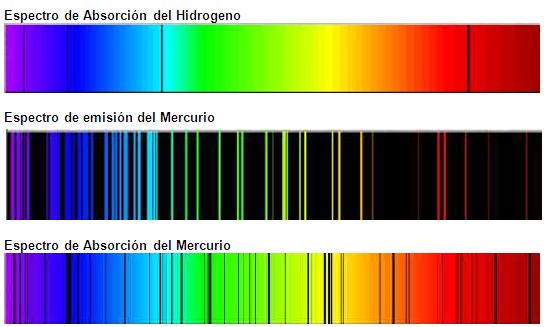 Espectro de Absorción del Hidrogeno
Espectro de emisión del Mercurio
Espectro de Absorción del Mercurio